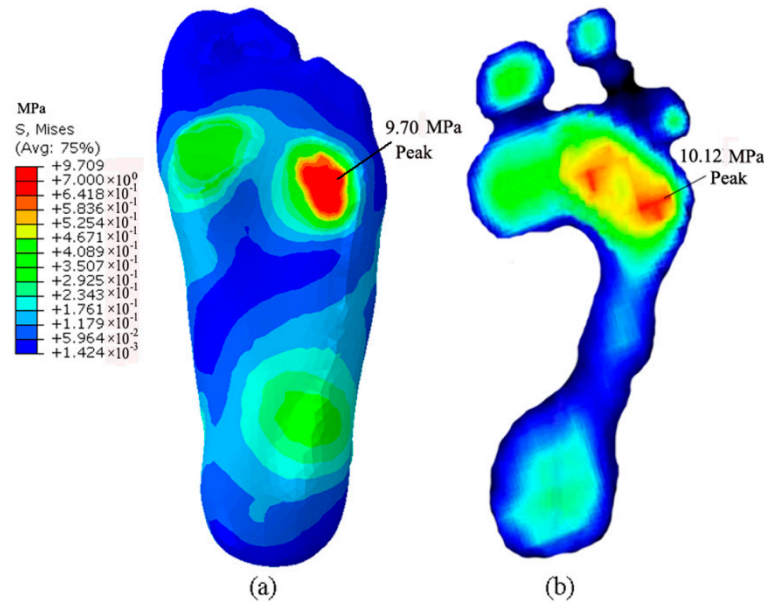 MPa
S, Mises
(Avg: 75%)
+9.709
+7.000×10⁰
+6.418×10⁻¹
+5.836×10⁻¹
+5.254×10⁻¹
+4.671×10⁻¹
+4.089×10⁻¹
+3.507×10⁻¹
+2.925×10⁻¹
+2.343×10⁻¹
+1.761×10⁻¹
+1.179×10⁻¹
+5.964×10⁻²
+1.424×10⁻³
9.70 MPa
Peak
10.12 MPa
Peak
(a)
(b)